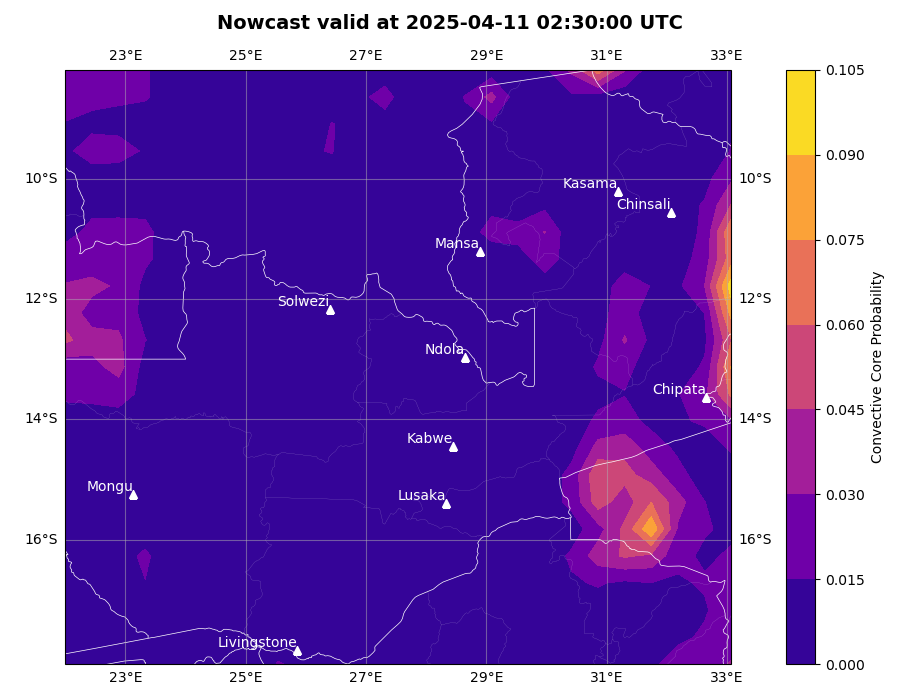 Nowcast valid at 2025-04-11 02:30:00 UTC
23°E 25°E 27°E 29°E 31°E 33°E
0.105
0.090
10°S 10°S
Kasama
Chinsali
0.075
Mansa
12°S 12°S
Solwezi
0.060
Ndola
Chipata
0.045
14°S 14°S
Kabwe
Mongu
Lusaka
0.030
16°S 16°S
0.015
Livingstone
0.000
23°E 25°E 27°E 29°E 31°E 33°E
Convective Core Probability